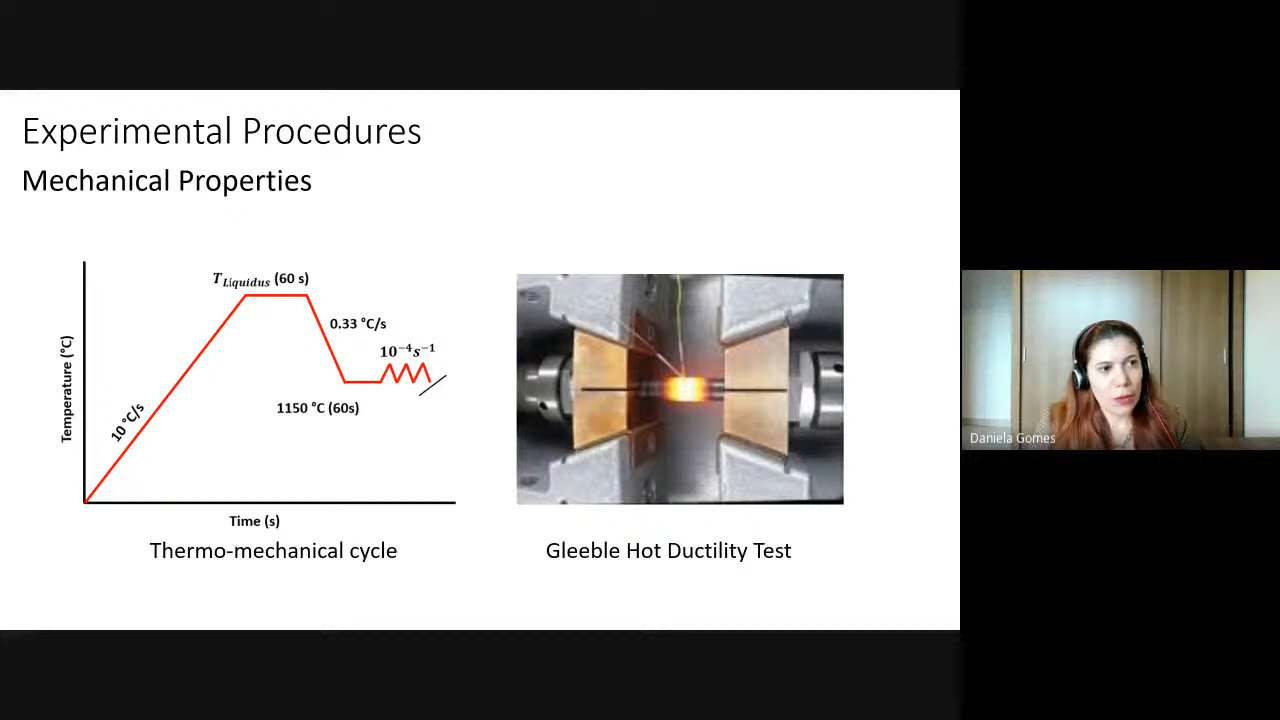 Experimental Procedures
Mechanical Properties
T_Líquidus (60 s)
0.33 °C/s
10⁻⁴s⁻¹
10 °C/s
1150 °C (60s)
Temperature (°C)
Time (s)
Thermo-mechanical cycle
Gleeble Hot Ductility Test
Daniela Gomes